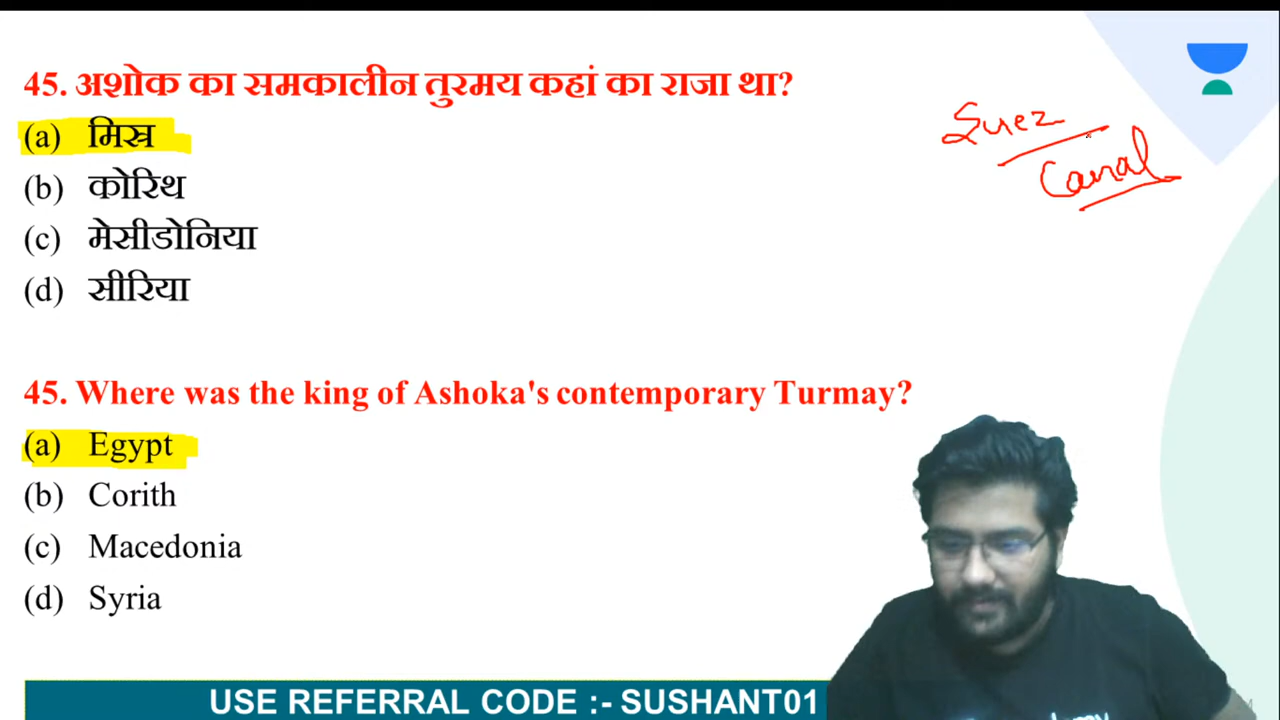 45. अशोक का समकालीन तुरमय कहां का राजा था?
(a) मिस्र
(b) कोरिथ
(c) मेसीडोनिया
(d) सीरिया
Suez
Canal
45. Where was the king of Ashoka's contemporary Turmay?
(a) Egypt
(b) Corith
(c) Macedonia
(d) Syria
USE REFERRAL CODE :- SUSHANT01